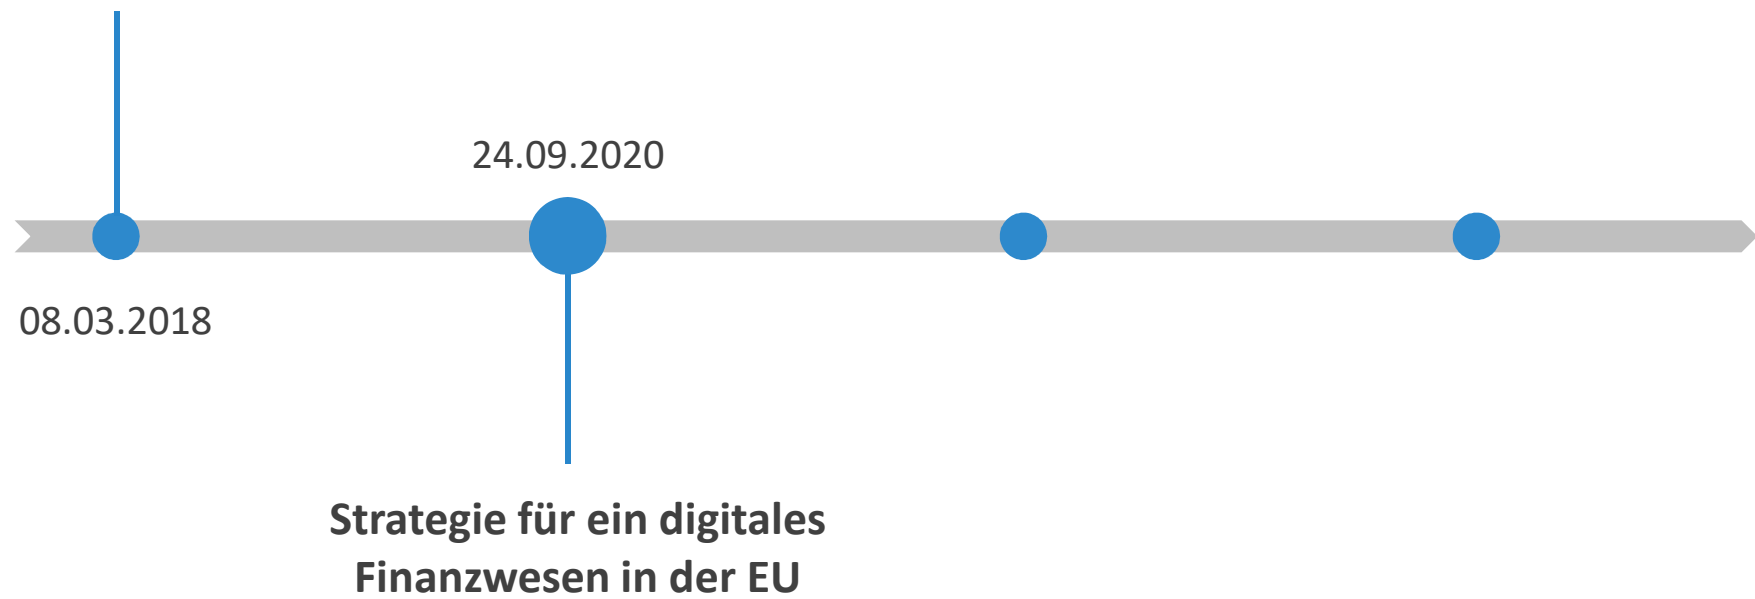 24.09.2020
08.03.2018
Strategie für ein digitales
Finanzwesen in der EU